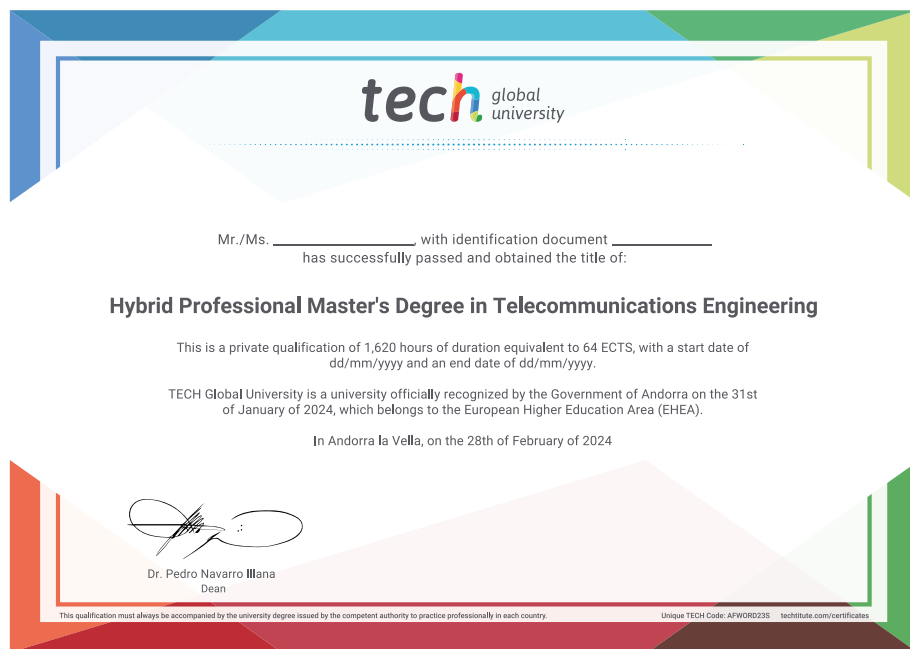 tech global
university
Mr./Ms. ____________, with identification document ____________
has successfully passed and obtained the title of:
Hybrid Professional Master's Degree in Telecommunications Engineering
This is a private qualification of 1,620 hours of duration equivalent to 64 ECTS, with a start date of
dd/mm/yyyy and an end date of dd/mm/yyyy.
TECH Global University is a university officially recognized by the Government of Andorra on the 31st
of January of 2024, which belongs to the European Higher Education Area (EHEA).
In Andorra la Vella, on the 28th of February of 2024
Dr. Pedro Navarro Illana
Dean
This qualification must always be accompanied by the university degree issued by the competent authority to practice professionally in each country.
Unique TECH Code: AFWORD23S techtitute.com/certificates